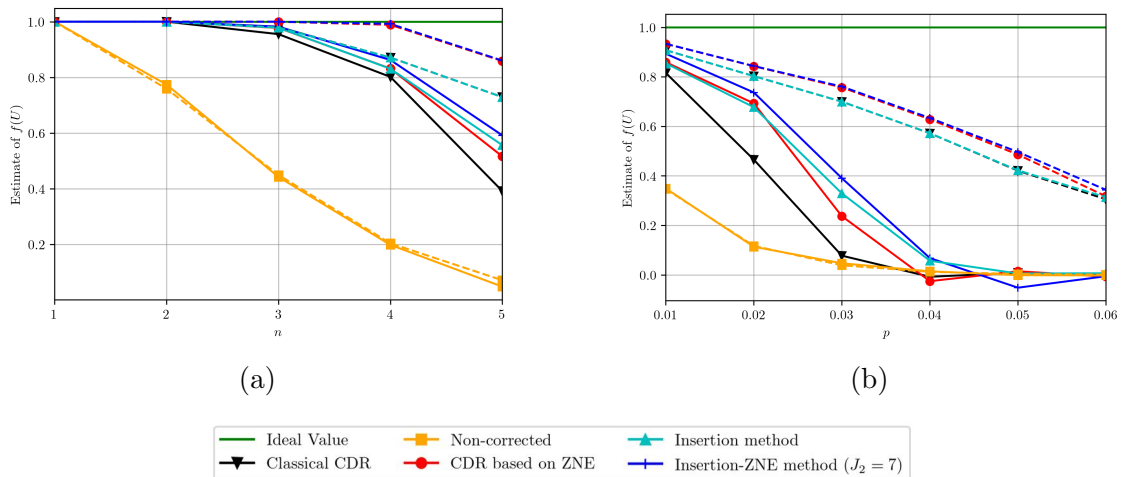 1.0
0.8
0.6
0.4
0.2
Estimate of f(U)
1 2 3 4 5
n
(a)
1.0
0.8
0.6
0.4
0.2
0.0
Estimate of f(U)
0.01 0.02 0.03 0.04 0.05 0.06
p
(b)
Ideal Value Non-corrected Insertion method
Classical CDR CDR based on ZNE Insertion-ZNE method (J₂ = 7)